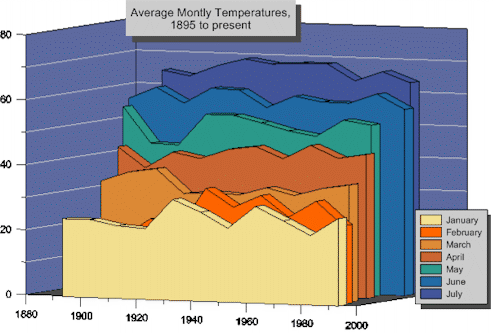 Average Montly Temperatures,
1895 to present
80
60
40
20
0
1880 1900 1920 1940 1960 1980 2000
January
February
March
April
May
June
July